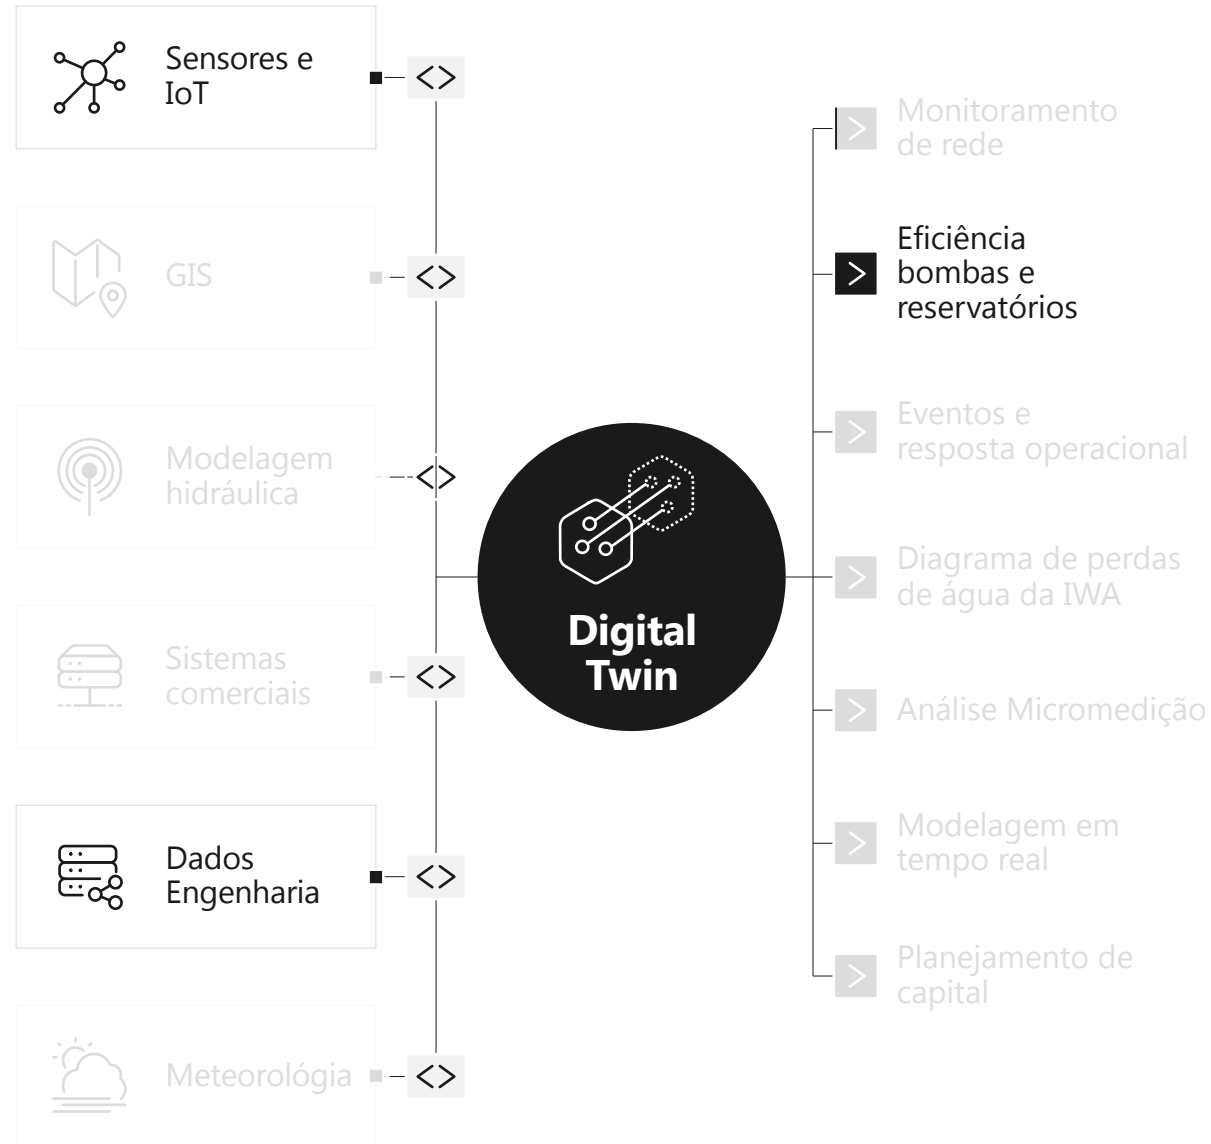 Sensores e
IoT
GIS
Modelagem
hidráulica
Sistemas
comerciais
Dados
Engenharia
Meteorológia
Digital
Twin
Monitoramento
de rede
Eficiência
bombas e
reservatórios
Eventos e
resposta operacional
Diagrama de perdas
de água da IWA
Análise Micromedição
Modelagem em
tempo real
Planejamento de
capital